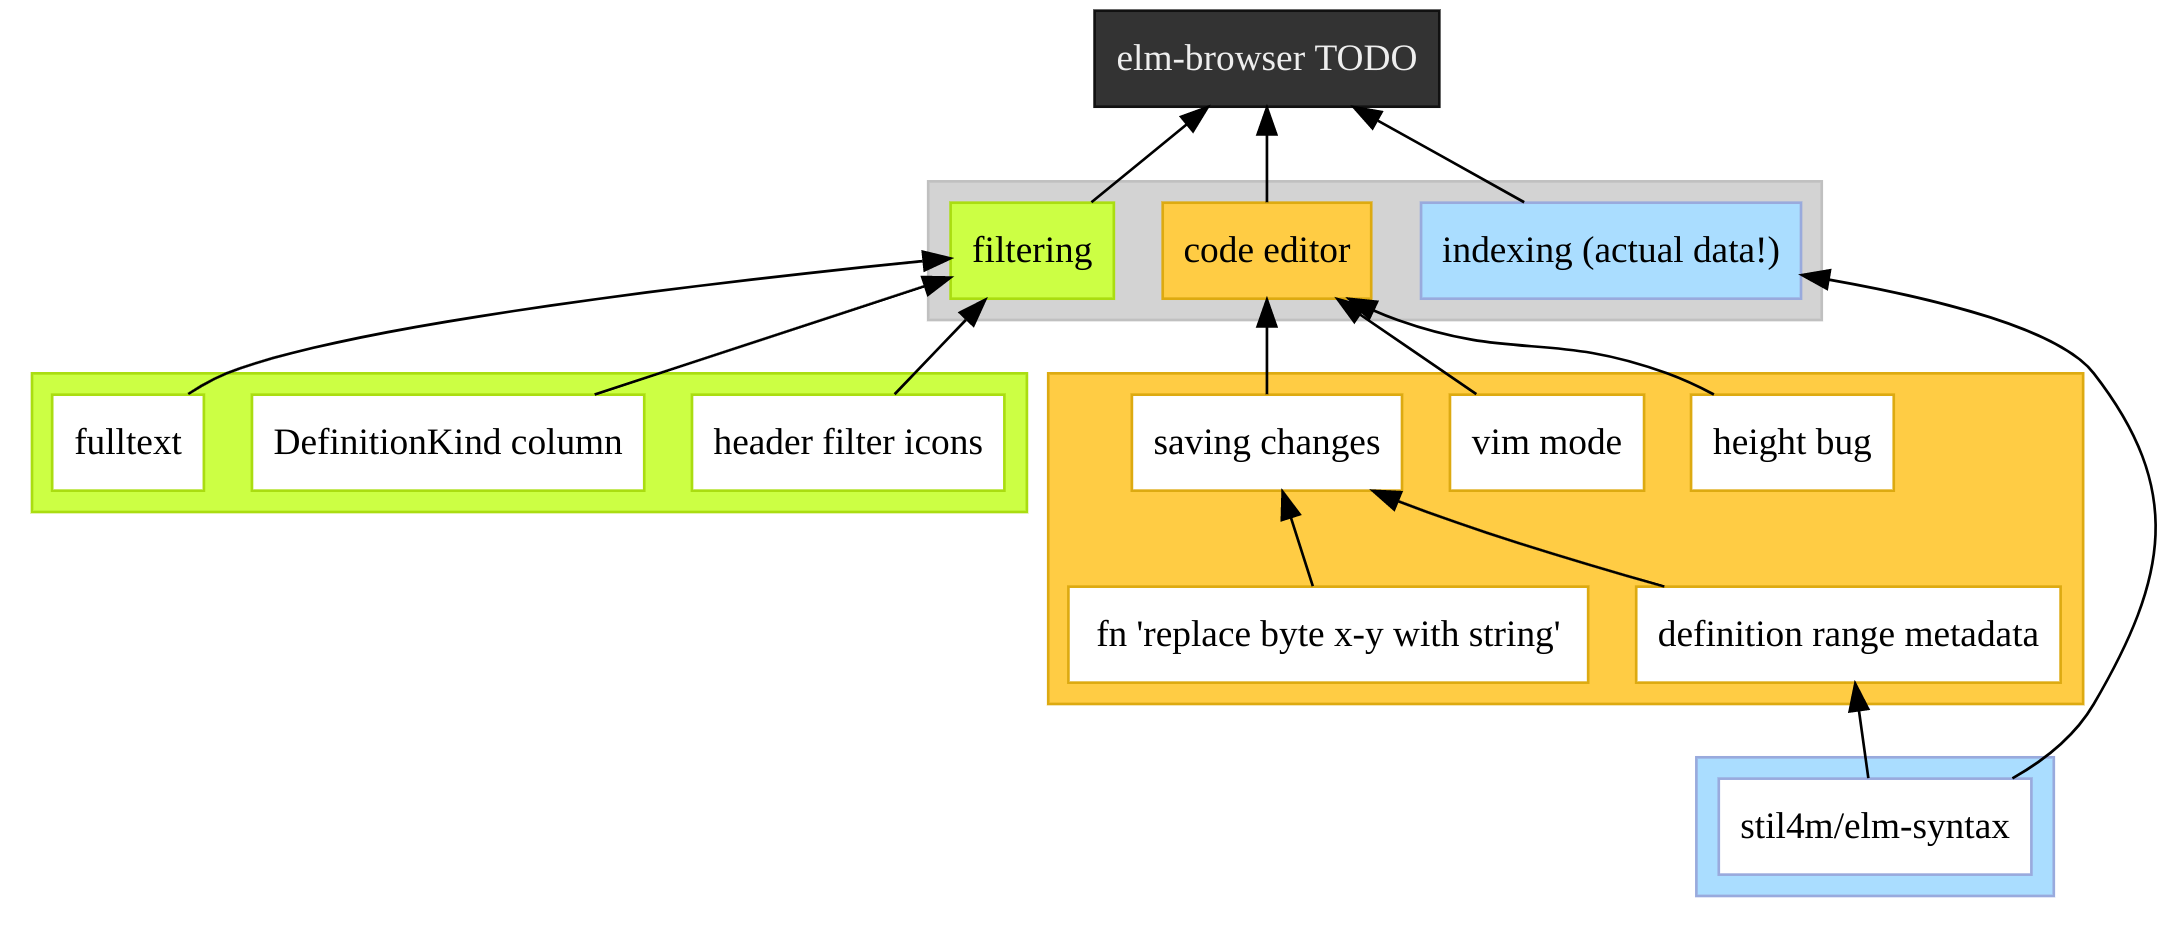 elm-browser TODO
filtering
code editor
indexing (actual data!)
fulltext
DefinitionKind column
header filter icons
saving changes
vim mode
height bug
fn 'replace byte x-y with string'
definition range metadata
stil4m/elm-syntax